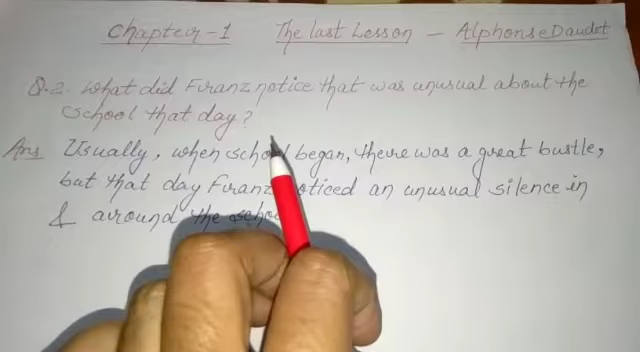 Chapter-1 The Last Lesson - Alphonse Daudet
Q.2. What did Franz notice that was unusual about the
school that day?
Ans Usually, when school began, there was a great bustle,
but that day Franz noticed an unusual silence in
& around the school